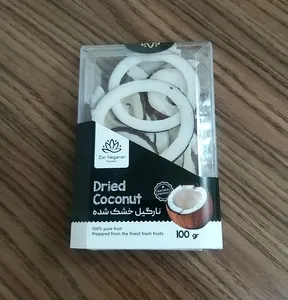 Zar Negaran
Dried
Coconut
نارگیل خشک شده
100% pure fruit
Prepared from the finest fresh fruits
100 gr